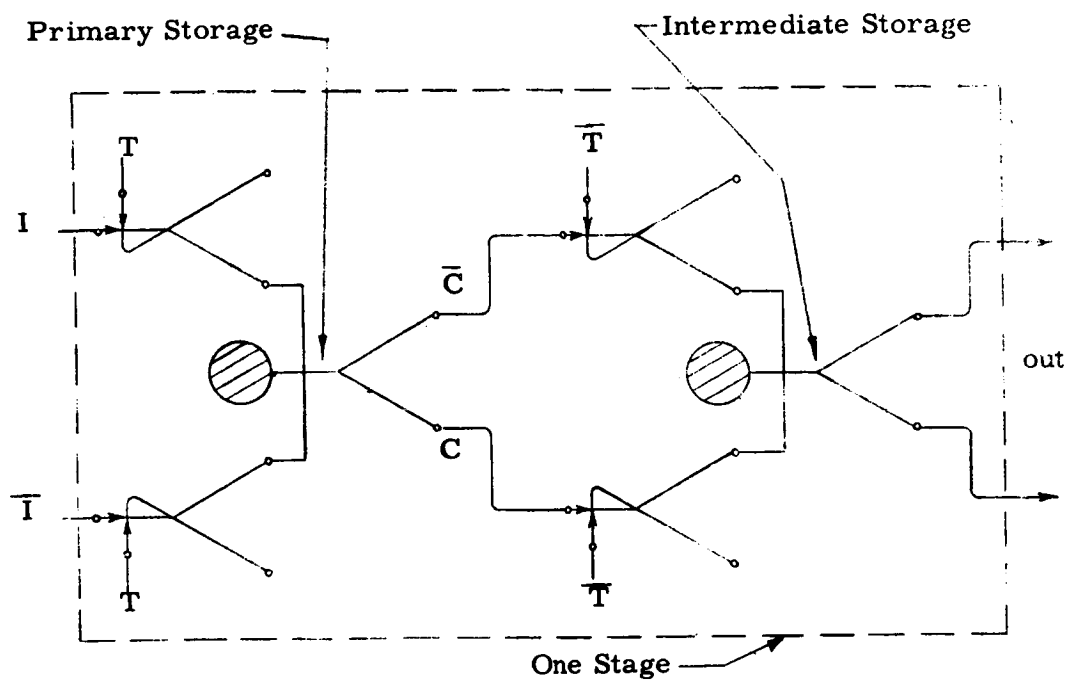 Primary Storage
Intermediate Storage
T
T̅
I
C̅
out
C
I̅
T
T̅
One Stage